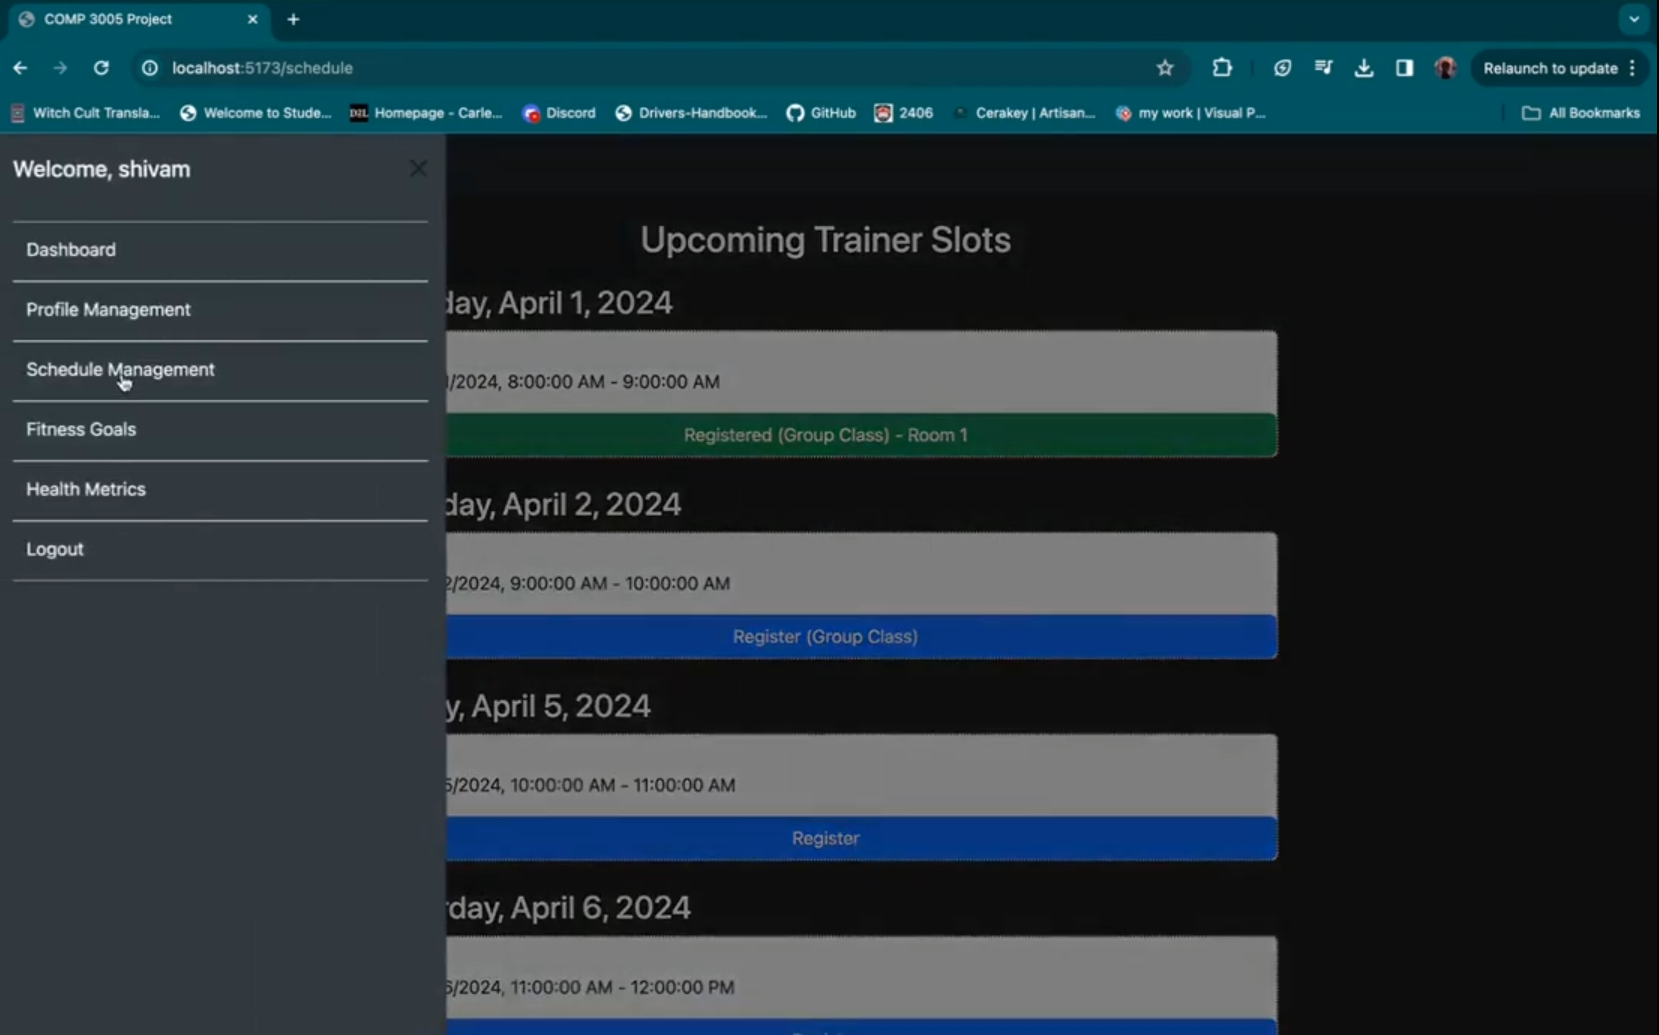 COMP 3005 Project
localhost:5173/schedule
Relaunch to update
Witch Cult Transla...
Welcome to Stude...
D2L
Homepage - Carle...
Discord
Drivers-Handbook...
GitHub
2406
Cerakey | Artisan...
my work | Visual P...
All Bookmarks
Welcome, shivam
Dashboard
Profile Management
Schedule Management
Fitness Goals
Health Metrics
Logout
Upcoming Trainer Slots
day, April 1, 2024
/2024, 8:00:00 AM - 9:00:00 AM
Registered (Group Class) - Room 1
day, April 2, 2024
2/2024, 9:00:00 AM - 10:00:00 AM
Register (Group Class)
y, April 5, 2024
5/2024, 10:00:00 AM - 11:00:00 AM
Register
rday, April 6, 2024
6/2024, 11:00:00 AM - 12:00:00 PM